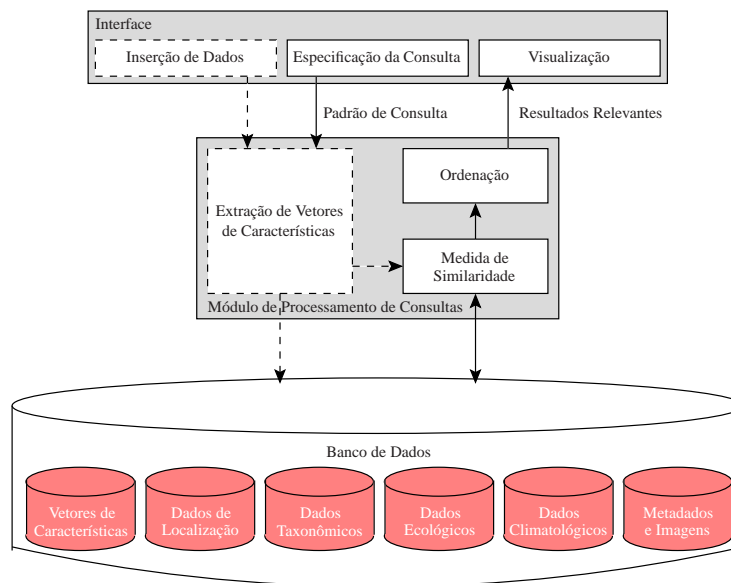 Interface
Inserção de Dados
Especificação da Consulta
Visualização
Padrão de Consulta
Resultados Relevantes
Extração de Vetores
de Características
Ordenação
Medida de
Similaridade
Módulo de Processamento de Consultas
Banco de Dados
Vetores de
Características
Dados de
Localização
Dados
Taxonômicos
Dados
Ecológicos
Dados
Climatológicos
Metadados
e Imagens